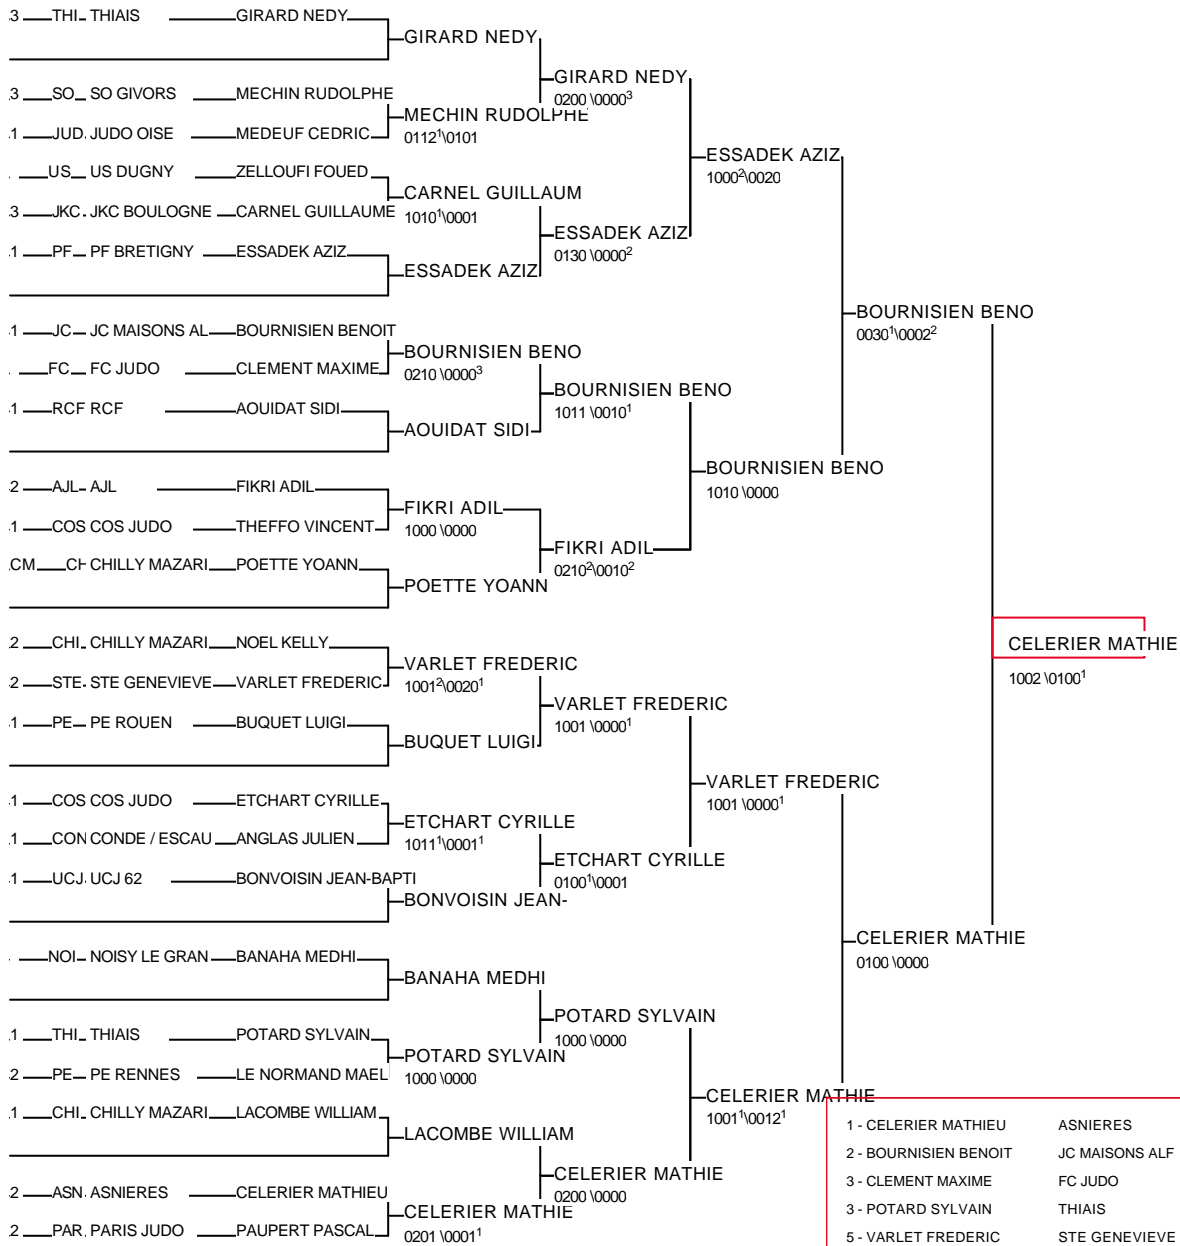 3 THI THIAIS GIRARD NEDY
GIRARD NEDY
GIRARD NEDY
0200 \0000³
3 SO SO GIVORS MECHIN RUDOLPHE
MECHIN RUDOLPHE
0112¹\0101
1 JUD. JUDO OISE MEDEUF CEDRIC
ESSADEK AZIZ
1000²\0020
US US DUGNY ZELLOUFI FOUED
CARNEL GUILLAUM
1010¹\0001
3 JKC. JKC BOULOGNE CARNEL GUILLAUME
ESSADEK AZIZ
0130 \0000²
1 PF PF BRETIGNY ESSADEK AZIZ
ESSADEK AZIZ
BOURNISIEN BENO
0030¹\0002²
1 JC JC MAISONS AL BOURNISIEN BENOIT
BOURNISIEN BENO
0210 \0000³
FC FC JUDO CLEMENT MAXIME
BOURNISIEN BENO
1011 \0010¹
1 RCF RCF AOUIDAT SIDI
AOUIDAT SIDI
BOURNISIEN BENO
1010 \0000
2 AJL AJL FIKRI ADIL
FIKRI ADIL
1000 \0000
1 COS COS JUDO THEFFO VINCENT
FIKRI ADIL
0210²\0010²
CM CH CHILLY MAZARI POETTE YOANN
POETTE YOANN
CELERIER MATHIE
1002 \0100¹
2 CHI CHILLY MAZARI NOEL KELLY
VARLET FREDERIC
1001²\0020¹
2 STE STE GENEVIEVE VARLET FREDERIC
VARLET FREDERIC
1001 \0000¹
1 PE PE ROUEN BUQUET LUIGI
BUQUET LUIGI
VARLET FREDERIC
1001 \0000¹
1 COS COS JUDO ETCHART CYRILLE
ETCHART CYRILLE
1011¹\0001¹
1 CON CONDE / ESCAU ANGLAS JULIEN
ETCHART CYRILLE
0100¹\0001
1 UCJ UCJ 62 BONVOISIN JEAN-BAPTI
BONVOISIN JEAN-
CELERIER MATHIE
0100 \0000
NOI NOISY LE GRAN BANAHA MEDHI
BANAHA MEDHI
POTARD SYLVAIN
1000 \0000
1 THI THIAIS POTARD SYLVAIN
POTARD SYLVAIN
1000 \0000
2 PE PE RENNES LE NORMAND MAEL
CELERIER MATHIE
1001¹\0012¹
1 CHI CHILLY MAZARI LACOMBE WILLIAM
LACOMBE WILLIAM
CELERIER MATHIE
0200 \0000
2 ASN. ASNIERES CELERIER MATHIEU
CELERIER MATHIE
0201 \0001¹
2 PAR. PARIS JUDO PAUPERT PASCAL
1 - CELERIER MATHIEU ASNIERES
2 - BOURNISIEN BENOIT JC MAISONS ALF
3 - CLEMENT MAXIME FC JUDO
3 - POTARD SYLVAIN THIAIS
5 - VARLET FREDERIC STE GENEVIEVE